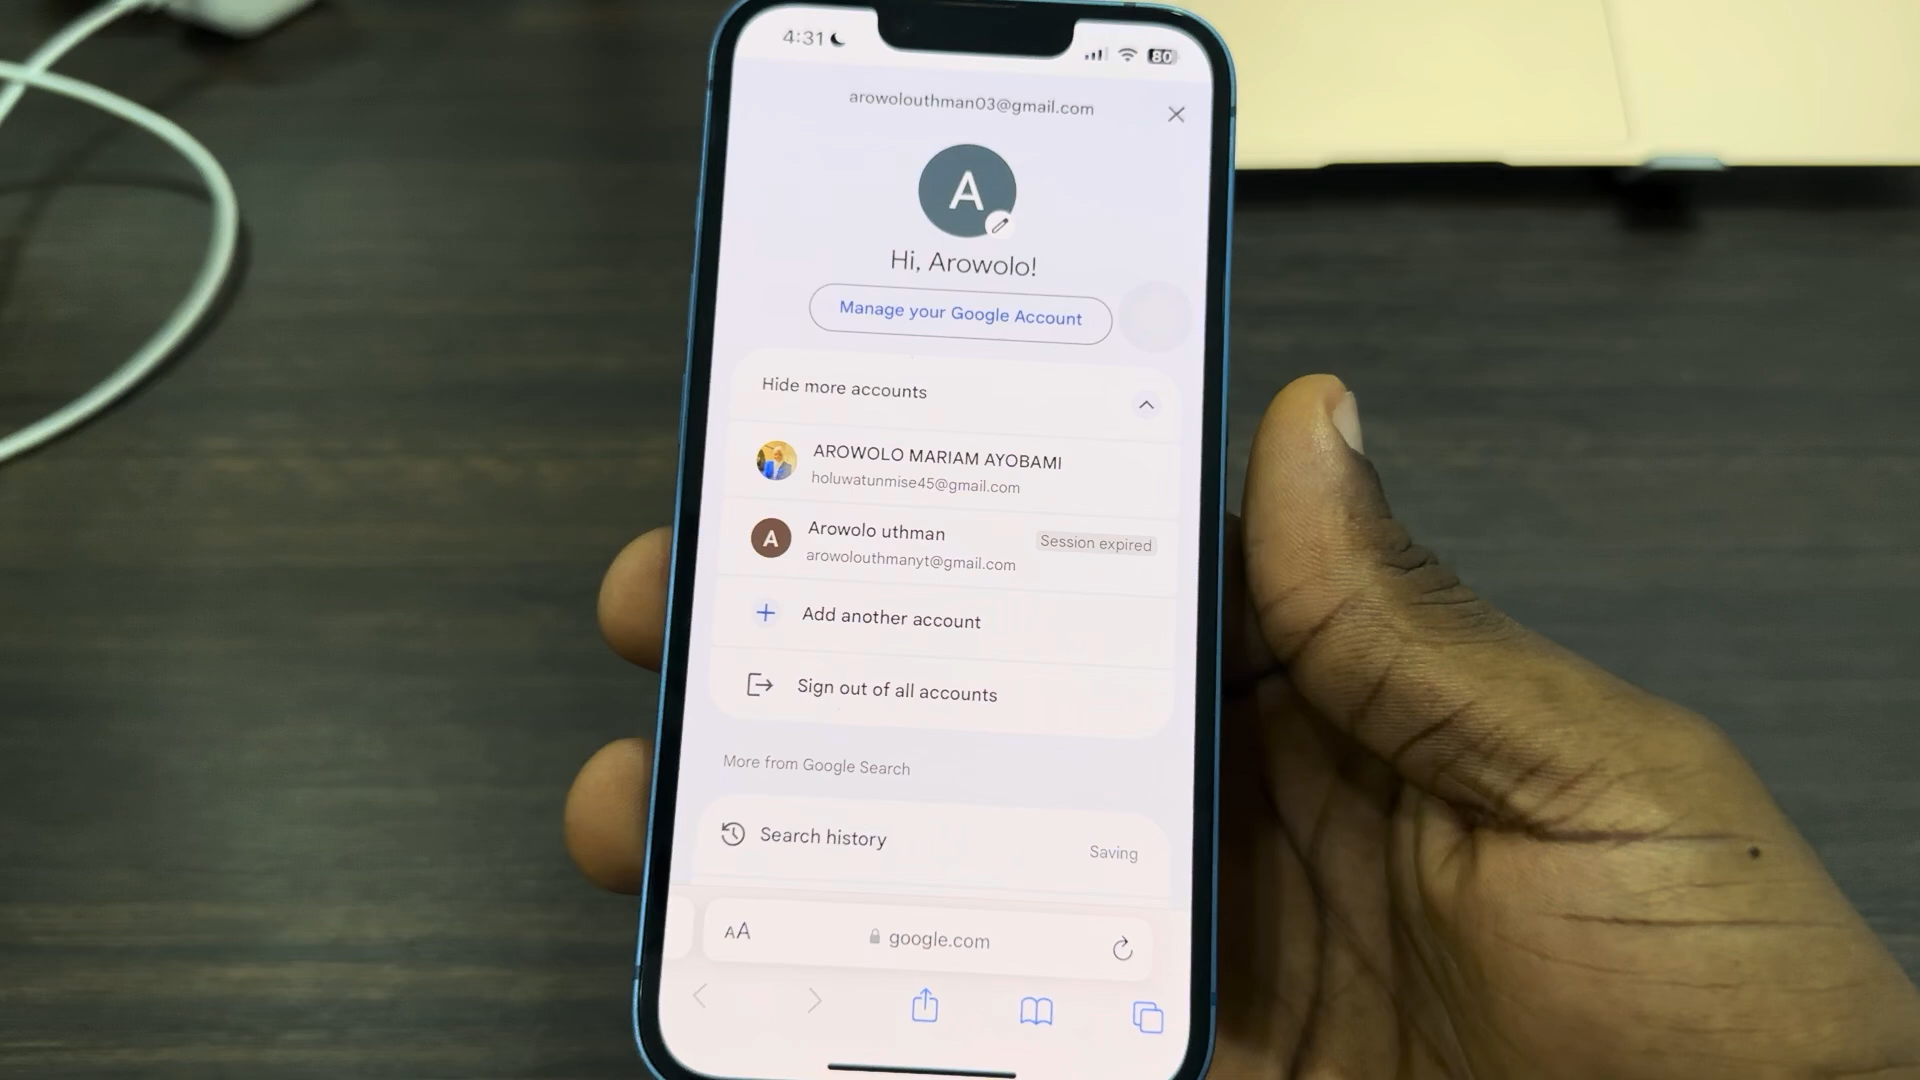 4:31
80
arowolouthman03@gmail.com
A
Hi, Arowolo!
Manage your Google Account
Hide more accounts
AROWOLO MARIAM AYOBAMI
holuwatunmise45@gmail.com
A
Arowolo uthman
Session expired
arowolouthmanyt@gmail.com
Add another account
Sign out of all accounts
More from Google Search
Search history
Saving
AA
google.com